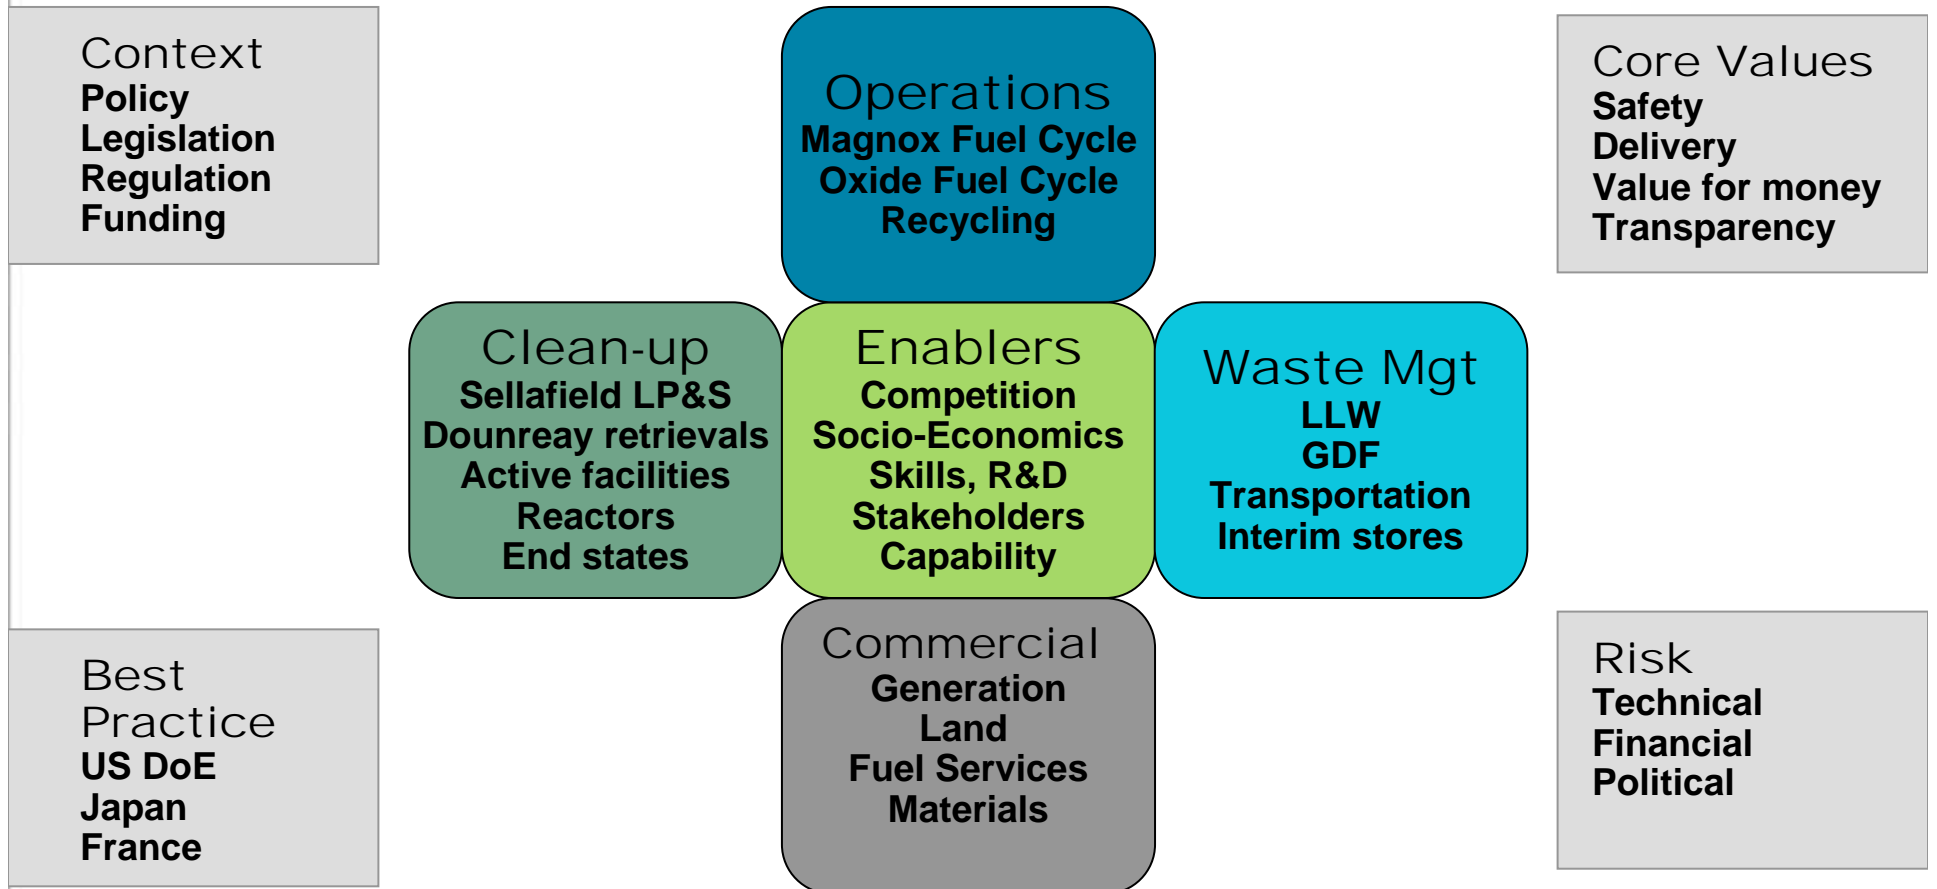 Context
Policy
Legislation
Regulation
Funding
Operations
Magnox Fuel Cycle
Oxide Fuel Cycle
Recycling
Core Values
Safety
Delivery
Value for money
Transparency
Clean-up
Sellafield LP&S
Dounreay retrievals
Active facilities
Reactors
End states
Enablers
Competition
Socio-Economics
Skills, R&D
Stakeholders
Capability
Waste Mgt
LLW
GDF
Transportation
Interim stores
Best
Practice
US DoE
Japan
France
Commercial
Generation
Land
Fuel Services
Materials
Risk
Technical
Financial
Political